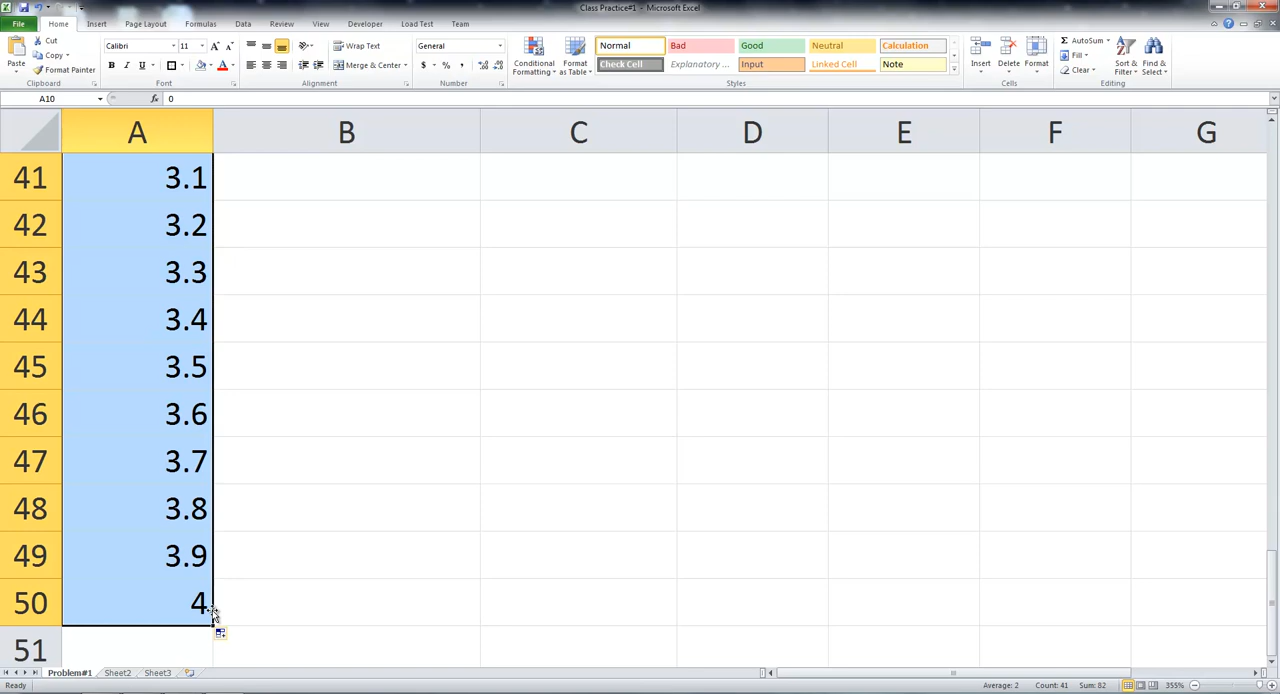 Class Practice#1 - Microsoft Excel
File Home Insert Page Layout Formulas Data Review View Developer Load Test Team
Paste
Cut
Copy
Format Painter
Clipboard
Calibri 11
B I U
Font
Wrap Text
Merge & Center
Alignment
General
$ % ,
Number
Conditional
Formatting
Format
as Table
Normal Bad Good Neutral Calculation
Check Cell Explanatory ... Input Linked Cell Note
Styles
Insert Delete Format
Cells
Σ AutoSum
Fill
Clear
Sort &
Filter
Find &
Select
Editing
A10 fx 0
A B C D E F G
41 3.1
42 3.2
43 3.3
44 3.4
45 3.5
46 3.6
47 3.7
48 3.8
49 3.9
50 4
51
Problem#1 Sheet2 Sheet3
Ready Average: 2 Count: 41 Sum: 82 355%